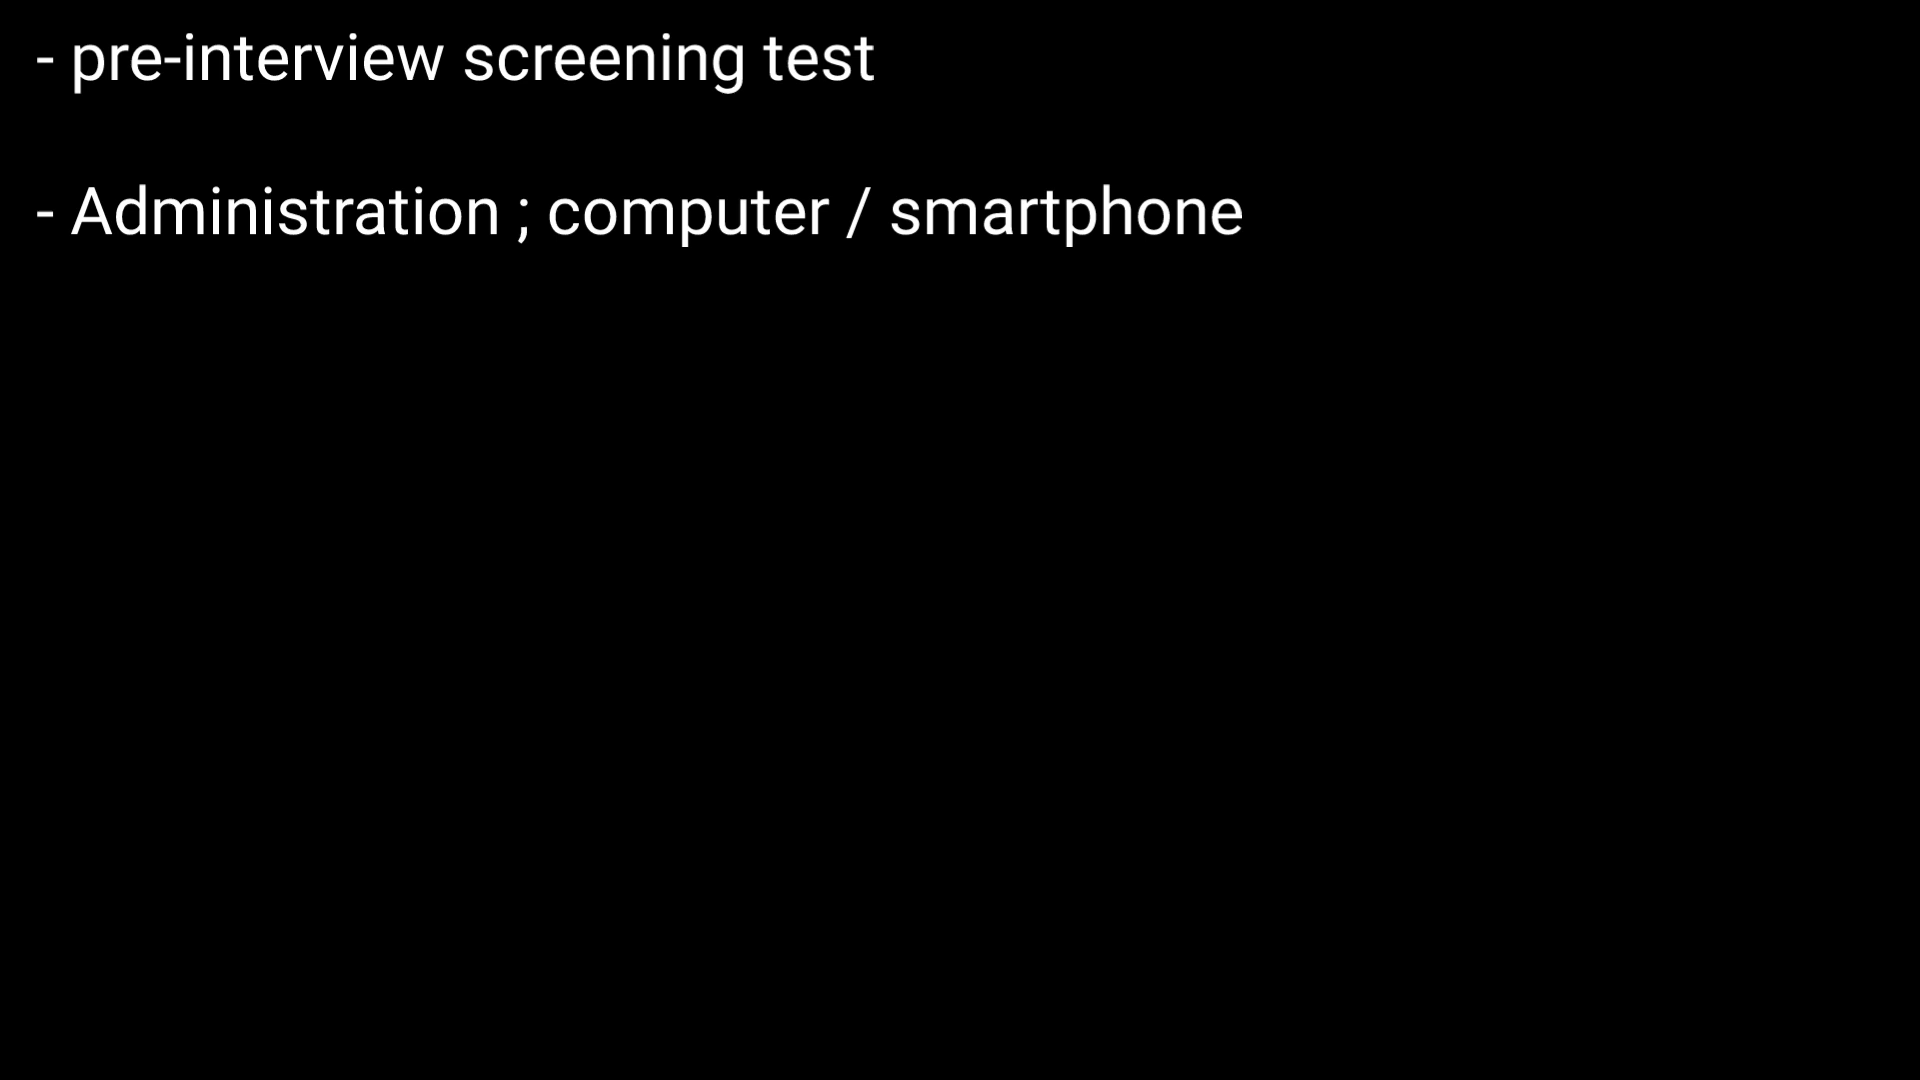 - pre-interview screening test
- Administration ; computer / smartphone